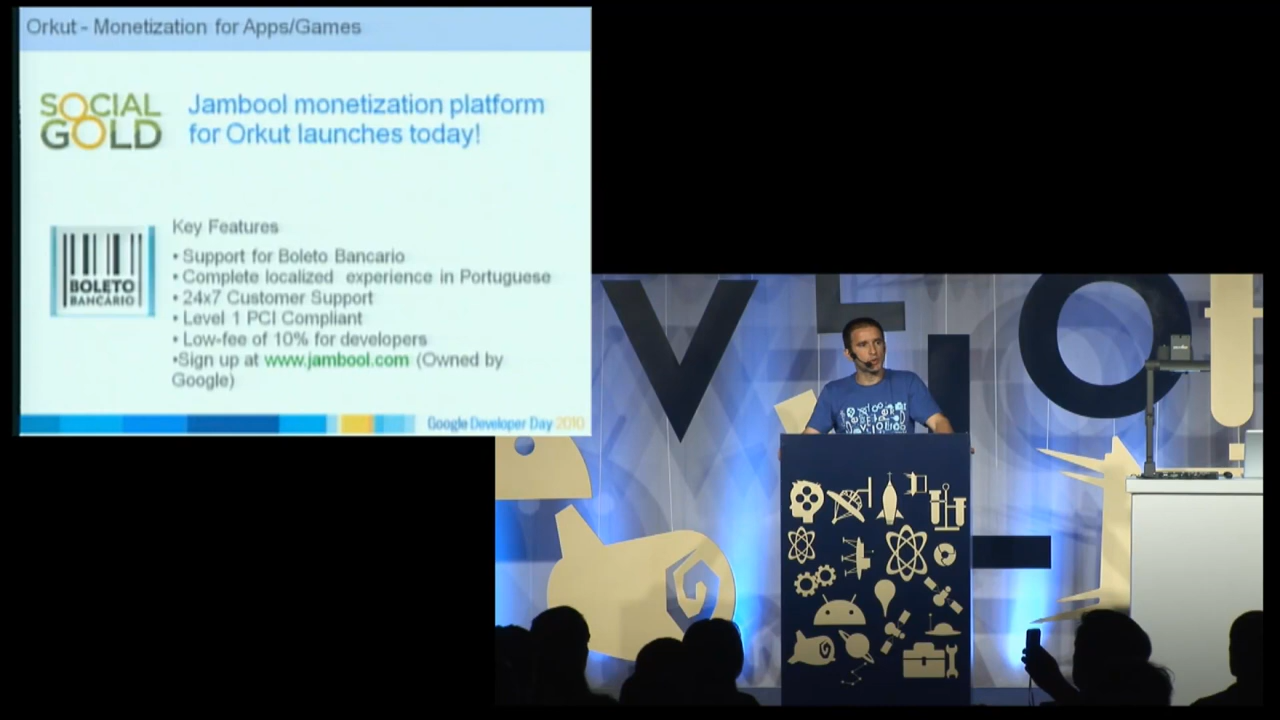 Orkut - Monetization for Apps/Games
SOCIAL
GOLD
Jambool monetization platform
for Orkut launches today!
BOLETO
BANCÁRIO
Key Features
• Support for Boleto Bancario
• Complete localized experience in Portuguese
• 24x7 Customer Support
• Level 1 PCI Compliant
• Low-fee of 10% for developers
•Sign up at www.jambool.com (Owned by
Google)
Google Developer Day 2010